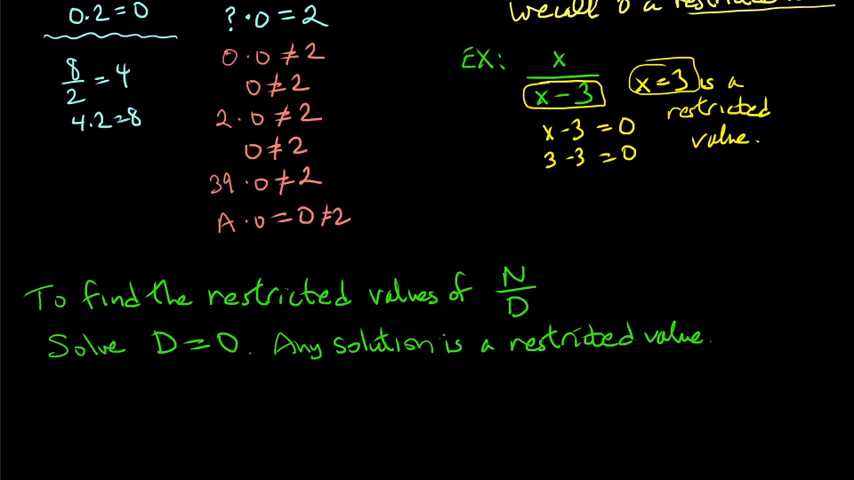 0.2=0
8/2 = 4
4.2=8
? · 0 = 2
0 · 0 ≠ 2
0 ≠ 2
2 · 0 ≠ 2
0 ≠ 2
39 · 0 ≠ 2
A · 0 = 0 ≠ 2
a
EX: x/(x-3) x=3 is a
restricted
value.
x-3 = 0
3-3 = 0
To find the restricted values of N/D
Solve D = 0. Any solution is a restricted value.